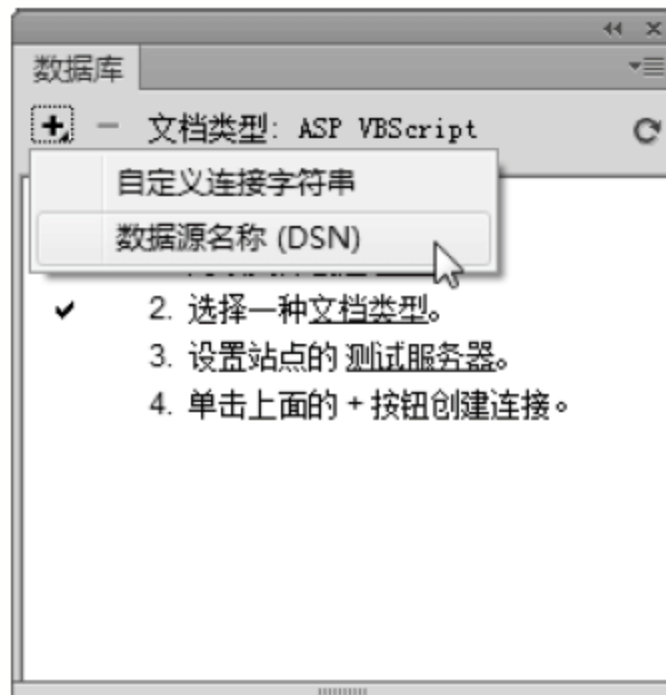 数据库
文档类型: ASP VBScript
自定义连接字符串
数据源名称 (DSN)
2. 选择一种文档类型。
3. 设置站点的 测试服务器。
4. 单击上面的 + 按钮创建连接。